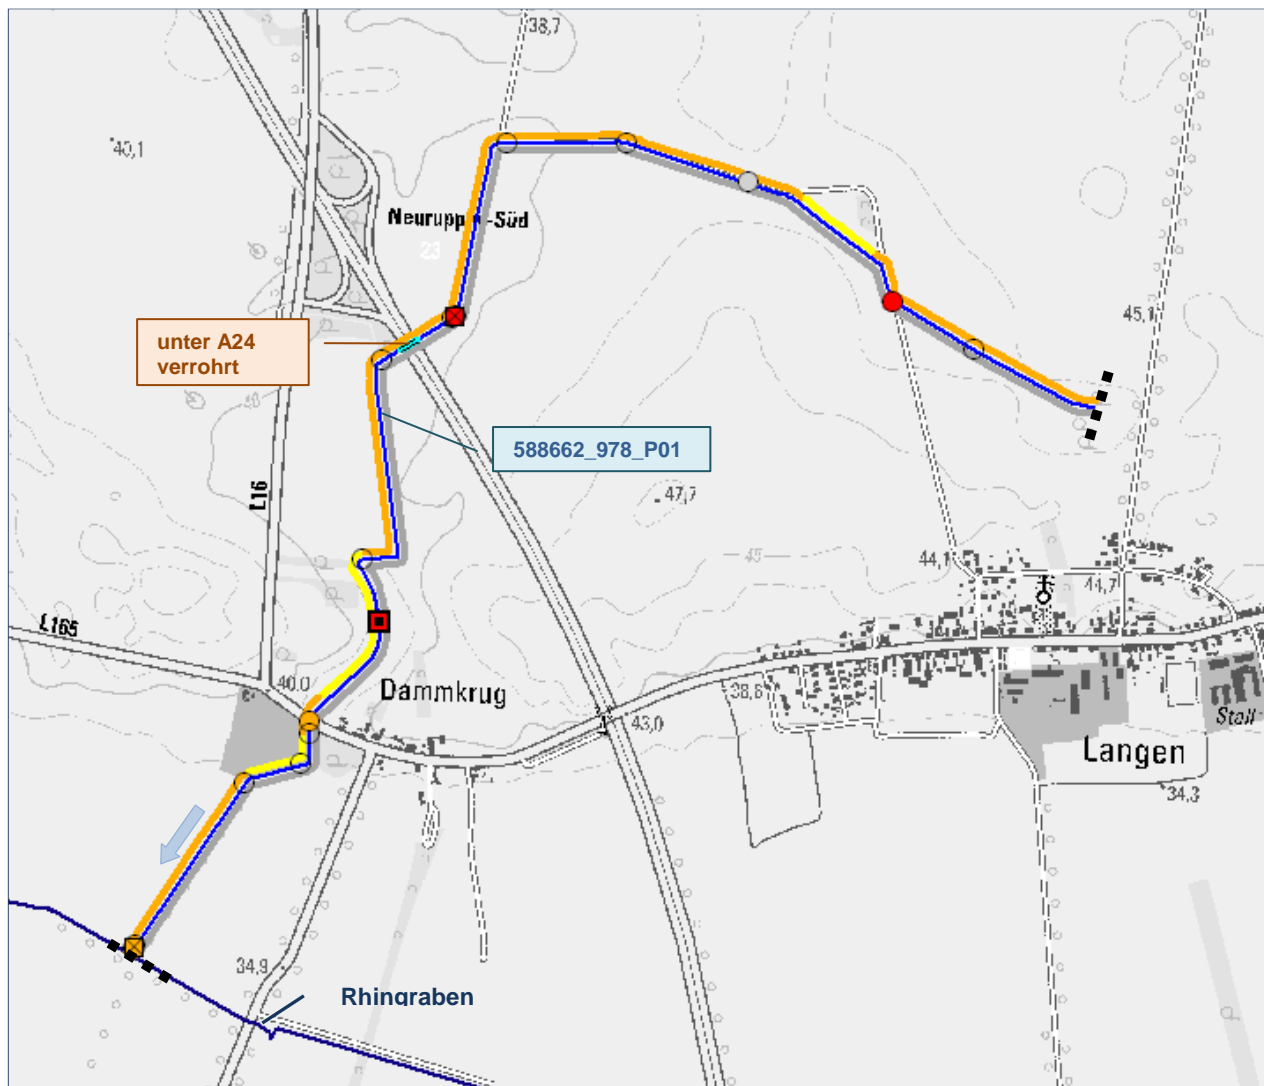 38,7
40,1
Neuruppin-Süd
23
45,1
unter A24
verrohrt
588662_978_P01
47,7
L16
45
44,1
44,7
L165
40,0
Dammkrug
38,6
43,0
Stall
Langen
34,3
34,9
Rhingraben